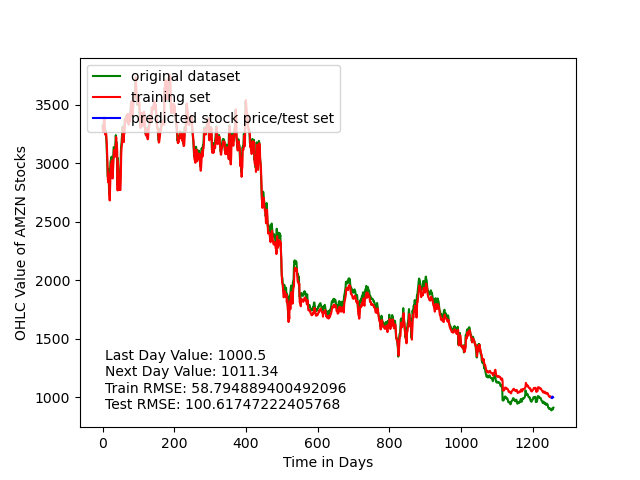 original dataset
training set
predicted stock price/test set
3500
3000
2500
2000
1500
1000
OHLC Value of AMZN Stocks
Last Day Value: 1000.5
Next Day Value: 1011.34
Train RMSE: 58.794889400492096
Test RMSE: 100.61747222405768
0 200 400 600 800 1000 1200
Time in Days